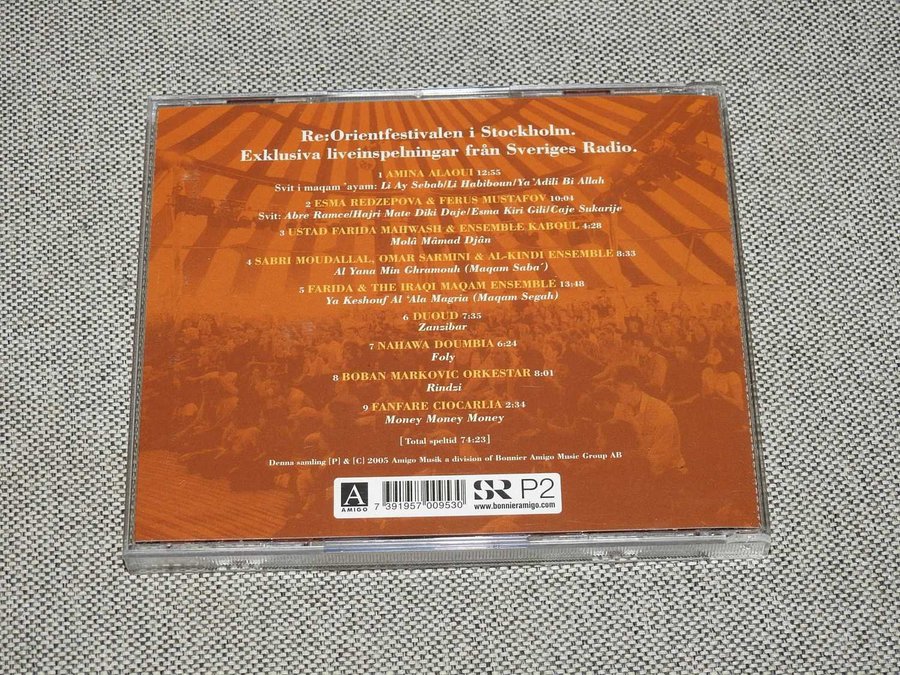 Re:Orientfestivalen i Stockholm.
Exklusiva liveinspelningar från Sveriges Radio.
1 AMINA ALAOUI 12:55
Svit i maqam 'ayam: Li Ay Sebab/Li Habiboun/Ya'Adili Bi Allah
2 ESMA REDZEPOVA & FERUS MUSTAFOV 10:04
Svit: Abre Ramce/Hajri Mate Diki Daje/Esma Kiri Gili/Caje Sukarije
3 USTAD FARIDA MAHWASH & ENSEMBLE KABOUL 4:28
Molâ Mâmad Djân
4 SABRI MOUDALLAL, OMAR SARMINI & AL-KINDI ENSEMBLE 8:33
Al Yana Min Ghramouh (Maqam Saba´)
5 FARIDA & THE IRAQI MAQAM ENSEMBLE 13:48
Ya Keshouf Al 'Ala Magria (Maqam Segah)
6 DUOUD 7:35
Zanzibar
7 NAHAWA DOUMBIA 6:24
Foly
8 BOBAN MARKOVIC ORKESTAR 8:01
Rindzi
9 FANFARE CIOCARLIA 2:34
Money Money Money
[Total speltid 74:23]
Denna samling [P] & [C] 2005 Amigo Musik a division of Bonnier Amigo Music Group AB
A
AMIGO
7 391957 009530
SR P2
www.bonnieramigo.com